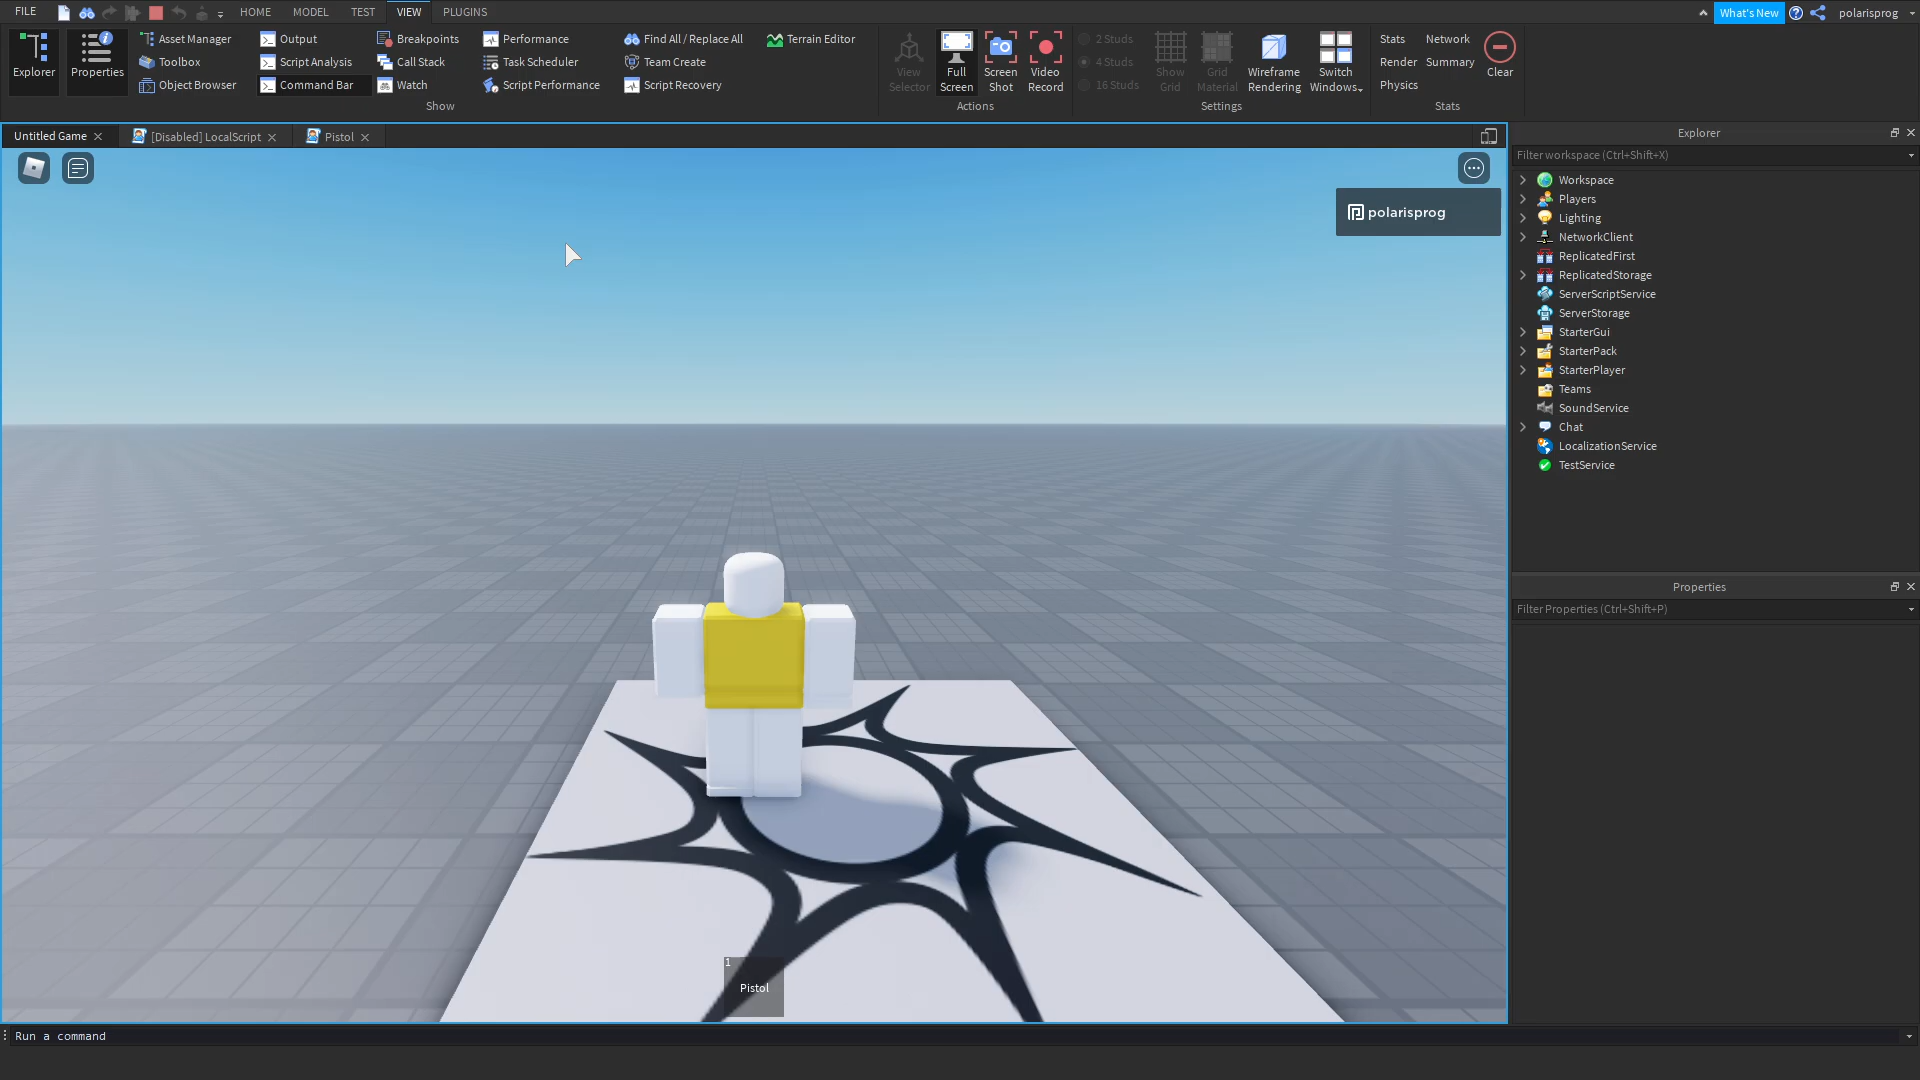 FILE HOME MODEL TEST VIEW PLUGINS What's New polarisprog
Explorer Properties
Asset Manager Output Breakpoints Performance Find All / Replace All Terrain Editor
Toolbox Script Analysis Call Stack Task Scheduler Team Create
Object Browser Command Bar Watch Script Performance Script Recovery
Show
View Selector
Full Screen
Screen Shot
Video Record
Actions
2 Studs
4 Studs
16 Studs
Show Grid
Grid Material
Wireframe Rendering
Switch Windows
Settings
Stats Network
Render Summary
Physics
Clear
Stats
Untitled Game [Disabled] LocalScript Pistol
polarisprog
1
Pistol
Explorer
Filter workspace (Ctrl+Shift+X)
Workspace
Players
Lighting
NetworkClient
ReplicatedFirst
ReplicatedStorage
ServerScriptService
ServerStorage
StarterGui
StarterPack
StarterPlayer
Teams
SoundService
Chat
LocalizationService
TestService
Properties
Filter Properties (Ctrl+Shift+P)
Run a command